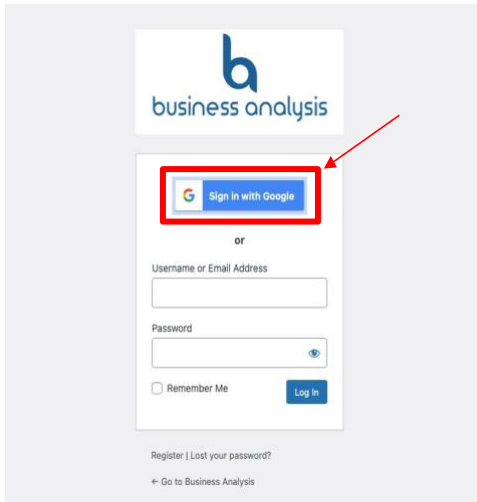 business analysis
Sign in with Google
or
Username or Email Address
Password
Remember Me
Log In
Register | Lost your password?
← Go to Business Analysis